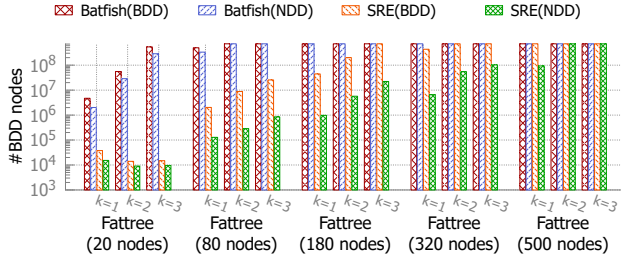 Batfish(BDD) Batfish(NDD) SRE(BDD) SRE(NDD)
#BDD nodes
10^8
10^7
10^6
10^5
10^4
10^3
k=1 k=2 k=3 k=1 k=2 k=3 k=1 k=2 k=3 k=1 k=2 k=3 k=1 k=2 k=3
Fattree Fattree Fattree Fattree Fattree
(20 nodes) (80 nodes) (180 nodes) (320 nodes) (500 nodes)